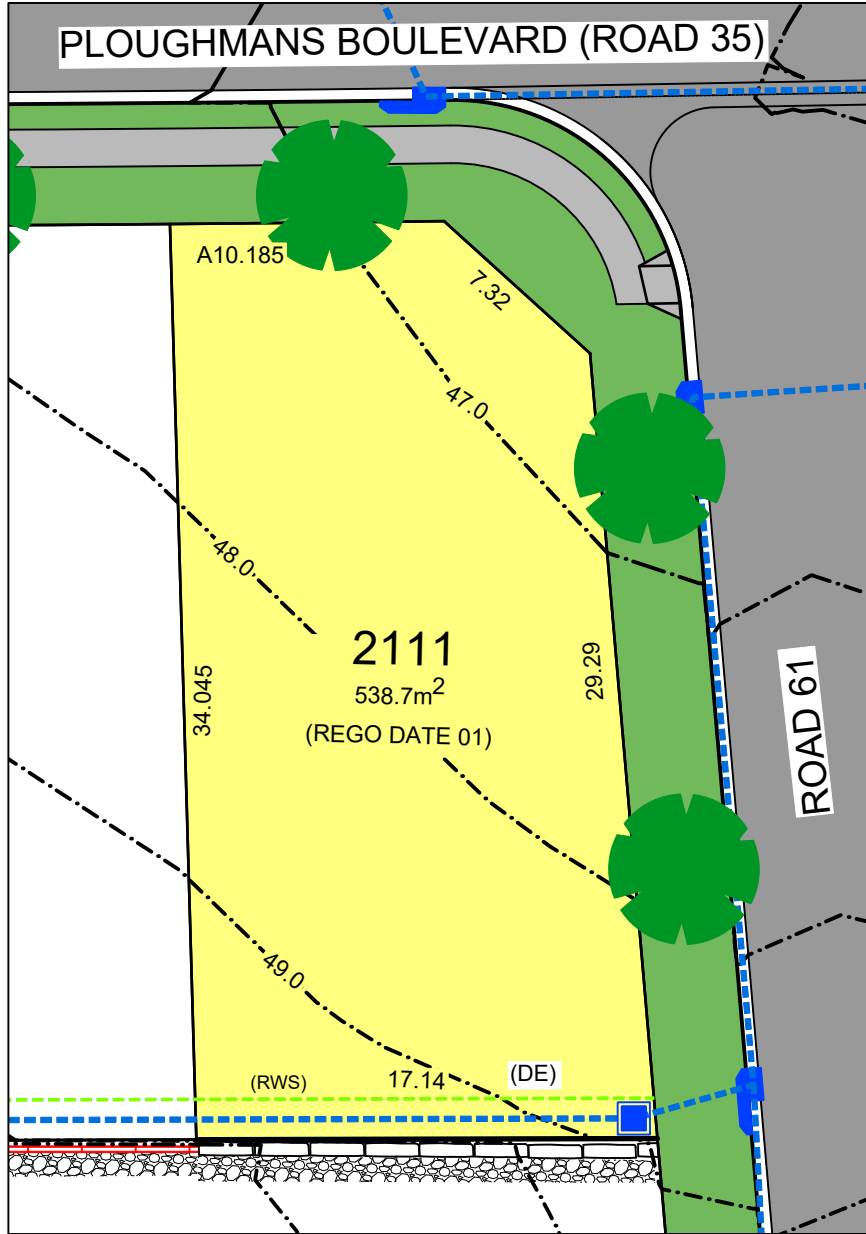 PLOUGHMANS BOULEVARD (ROAD 35)
A10.185
7.32
47.0
48.0
2111
538.7m²
(REGO DATE 01)
34.045
29.29
ROAD 61
49.0
(RWS)
17.14
(DE)